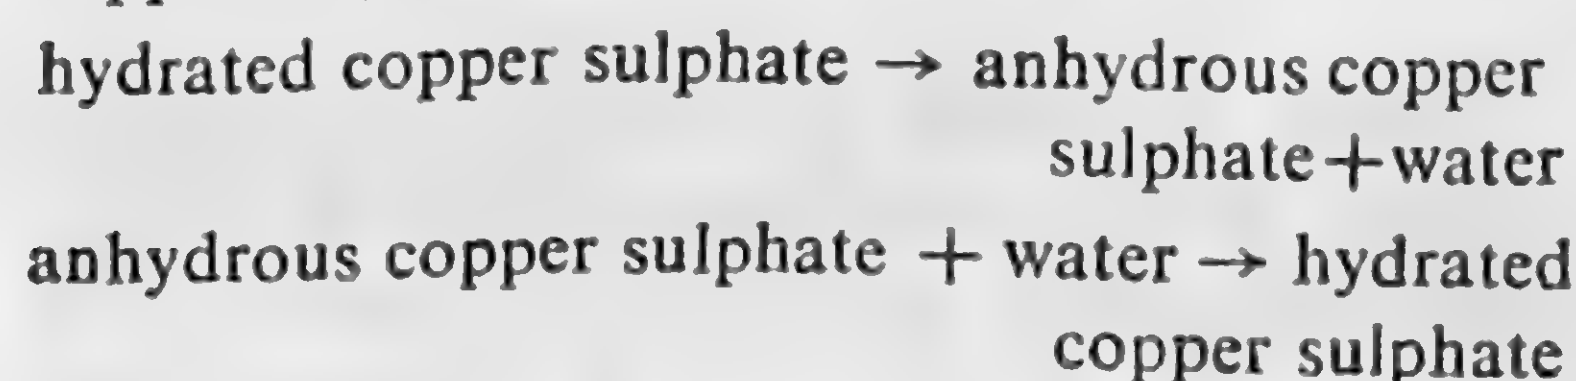 hydrated copper sulphate → anhydrous copper
sulphate+water
anhydrous copper sulphate + water → hydrated
copper sulphate